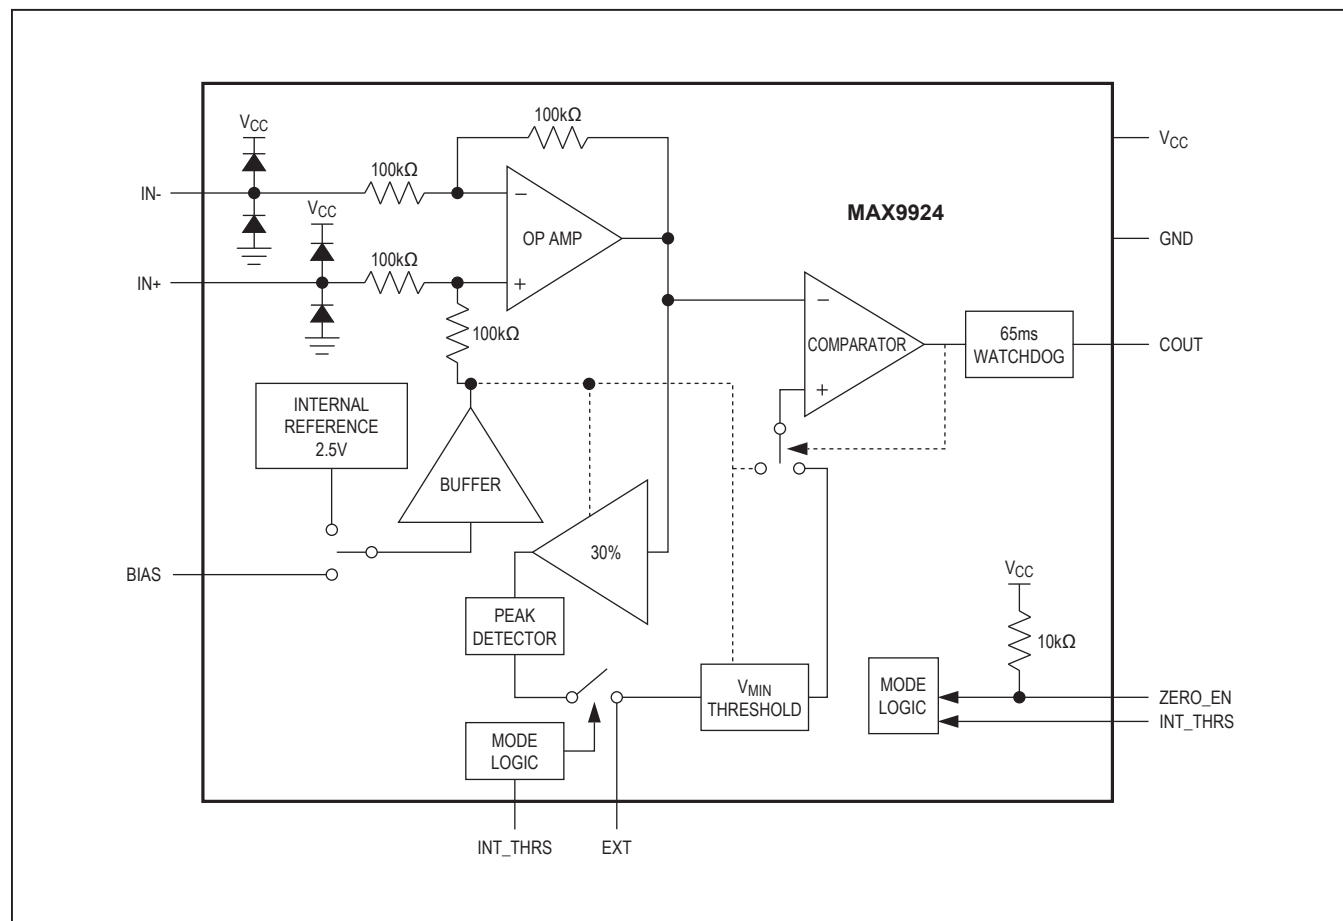 100kΩ
VCC
VCC
100kΩ
IN-
−
MAX9924
VCC
OP AMP
GND
100kΩ
IN+
+
−
100kΩ
COMPARATOR
65ms
WATCHDOG
COUT
+
INTERNAL
REFERENCE
2.5V
BUFFER
30%
BIAS
VCC
PEAK
DETECTOR
10kΩ
VMIN
THRESHOLD
MODE
LOGIC
ZERO_EN
INT_THRS
MODE
LOGIC
INT_THRS
EXT